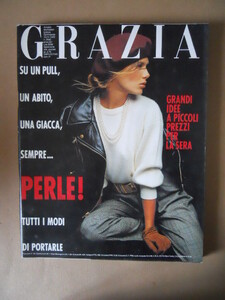 GRAZIA
SU UN PULL,
UN ABITO,
UNA GIACCA,
SEMPRE...
PERLE!
TUTTI I MODI
DI PORTARLE
GRANDI
IDEE
A PICCOLI
PREZZI
PER
LA SERA